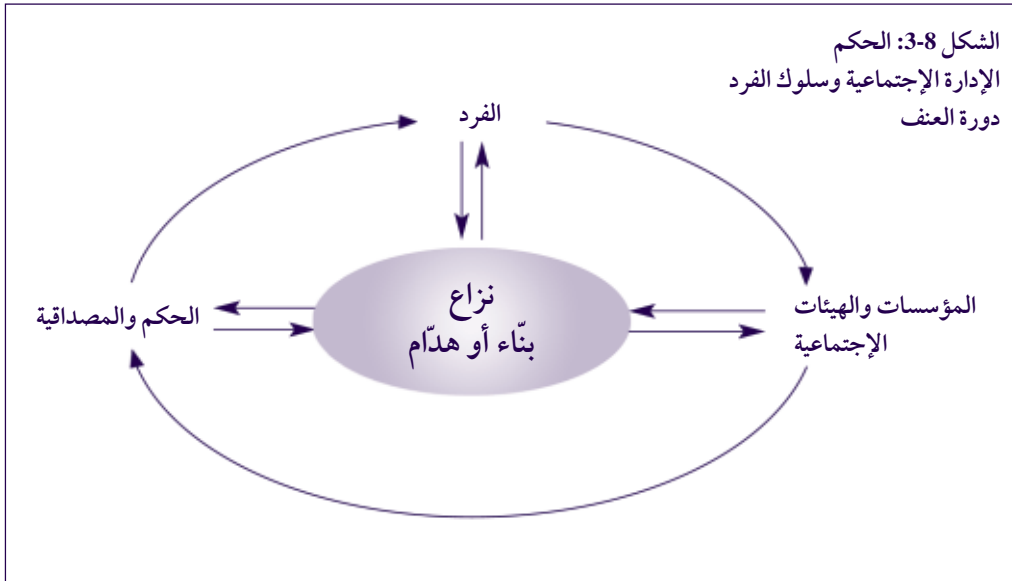 الشكل 8-3: الحكم
الإدارة الإجتماعية وسلوك الفرد
دورة العنف
الفرد
المؤسسات والهيئات
الإجتماعية
نزاع
بنّاء أو هدّام
الحكم والمصداقية